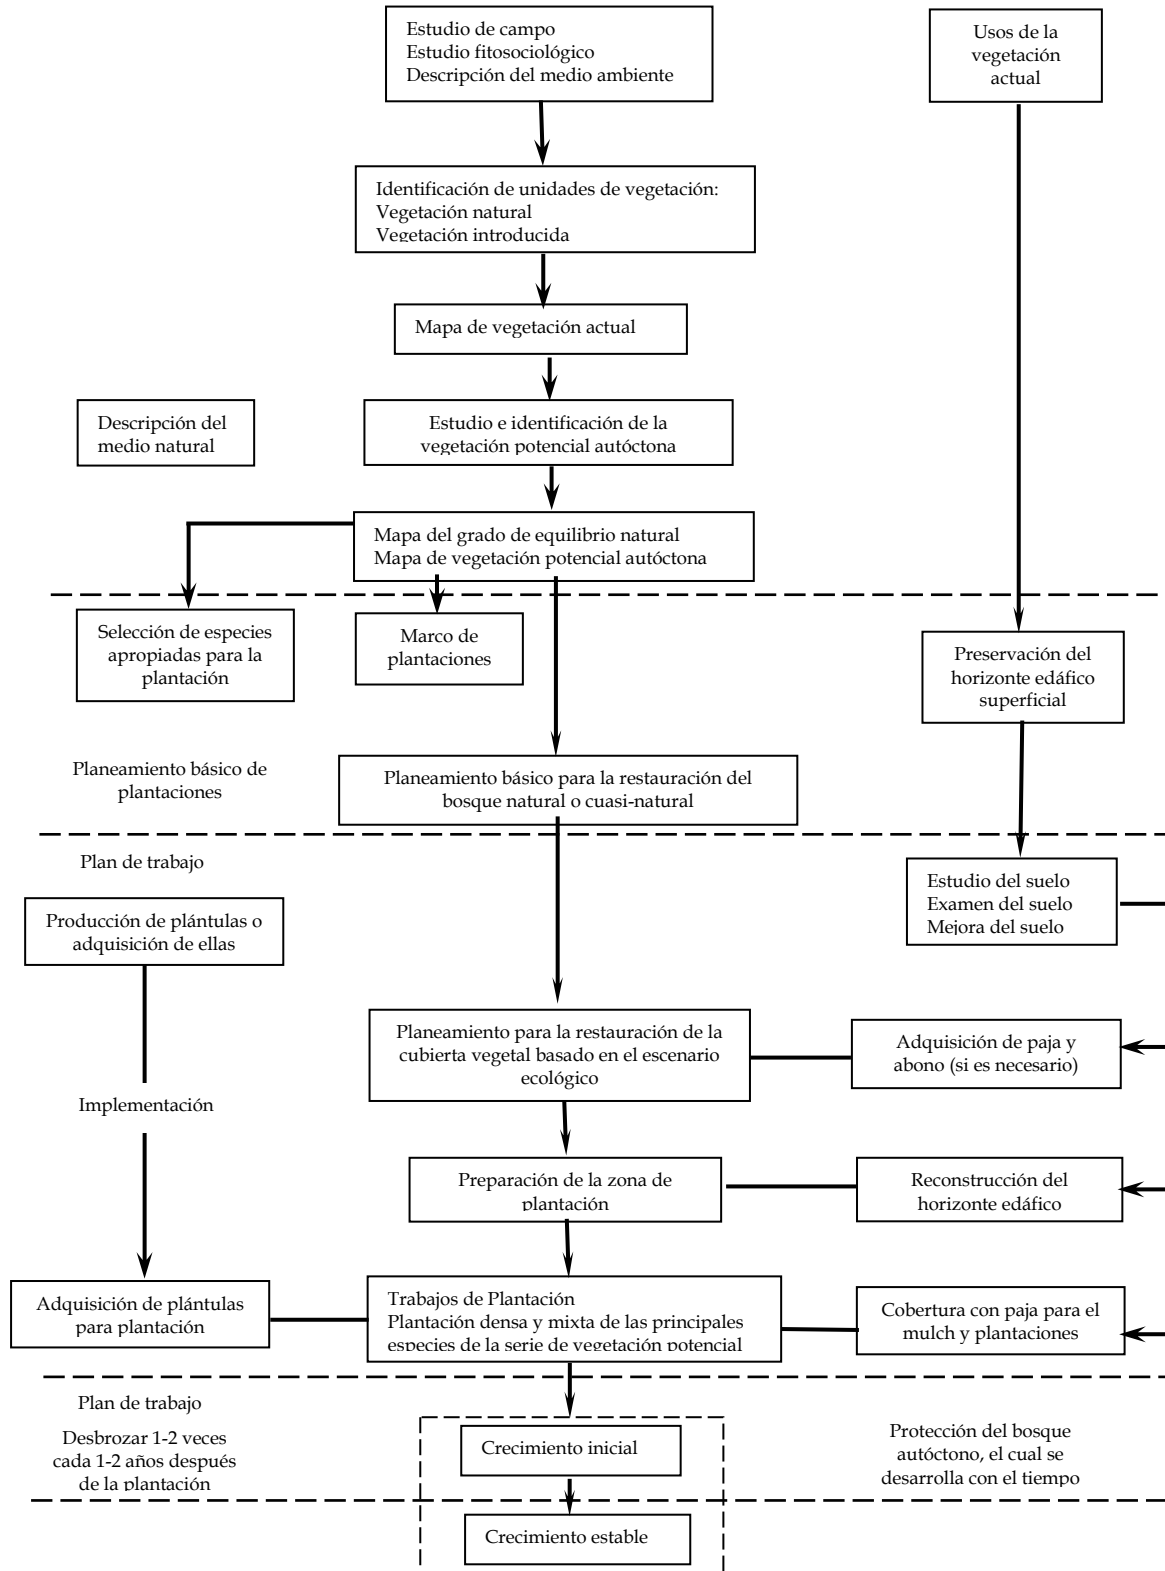 Estudio de campo
Estudio fitosociológico
Descripción del medio ambiente
Usos de la
vegetación
actual
Identificación de unidades de vegetación:
Vegetación natural
Vegetación introducida
Mapa de vegetación actual
Descripción del
medio natural
Estudio e identificación de la
vegetación potencial autóctona
Mapa del grado de equilibrio natural
Mapa de vegetación potencial autóctona
Selección de especies
apropiadas para la
plantación
Marco de
plantaciones
Preservación del
horizonte edáfico
superficial
Planeamiento básico de
plantaciones
Planeamiento básico para la restauración del
bosque natural o cuasi-natural
Plan de trabajo
Estudio del suelo
Examen del suelo
Mejora del suelo
Producción de plántulas o
adquisición de ellas
Planeamiento para la restauración de la
cubierta vegetal basado en el escenario
ecológico
Adquisición de paja y
abono (si es necesario)
Implementación
Preparación de la zona de
plantación
Reconstrucción del
horizonte edáfico
Adquisición de plántulas
para plantación
Trabajos de Plantación
Plantación densa y mixta de las principales
especies de la serie de vegetación potencial
Cobertura con paja para el
mulch y plantaciones
Plan de trabajo
Desbrozar 1-2 veces
cada 1-2 años después
de la plantación
Crecimiento inicial
Protección del bosque
autóctono, el cual se
desarrolla con el tiempo
Crecimiento estable